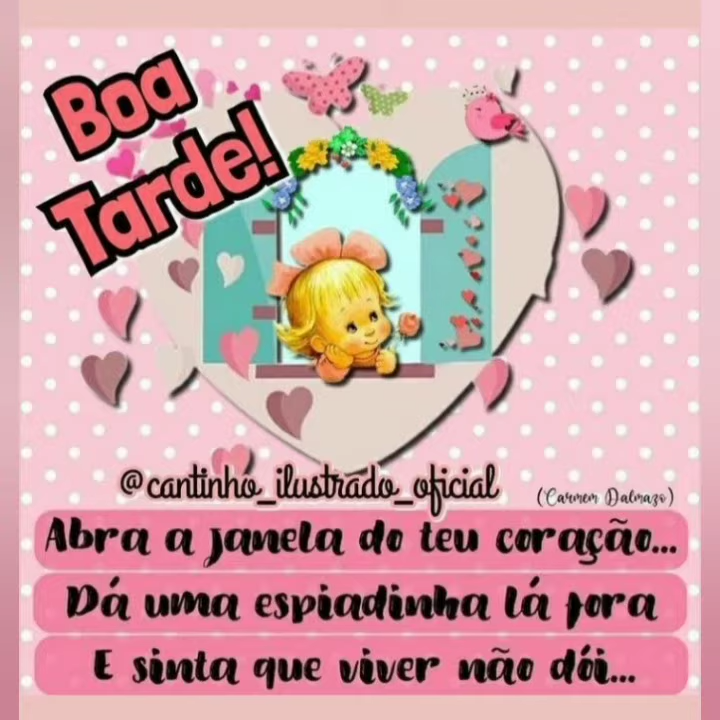 Boa
Tarde!
@cantinho_ilustrado_oficial
(Carmem Dalmazo)
Abra a janela do teu coração...
Dá uma espiadinha lá fora
E sinta que viver não dói...